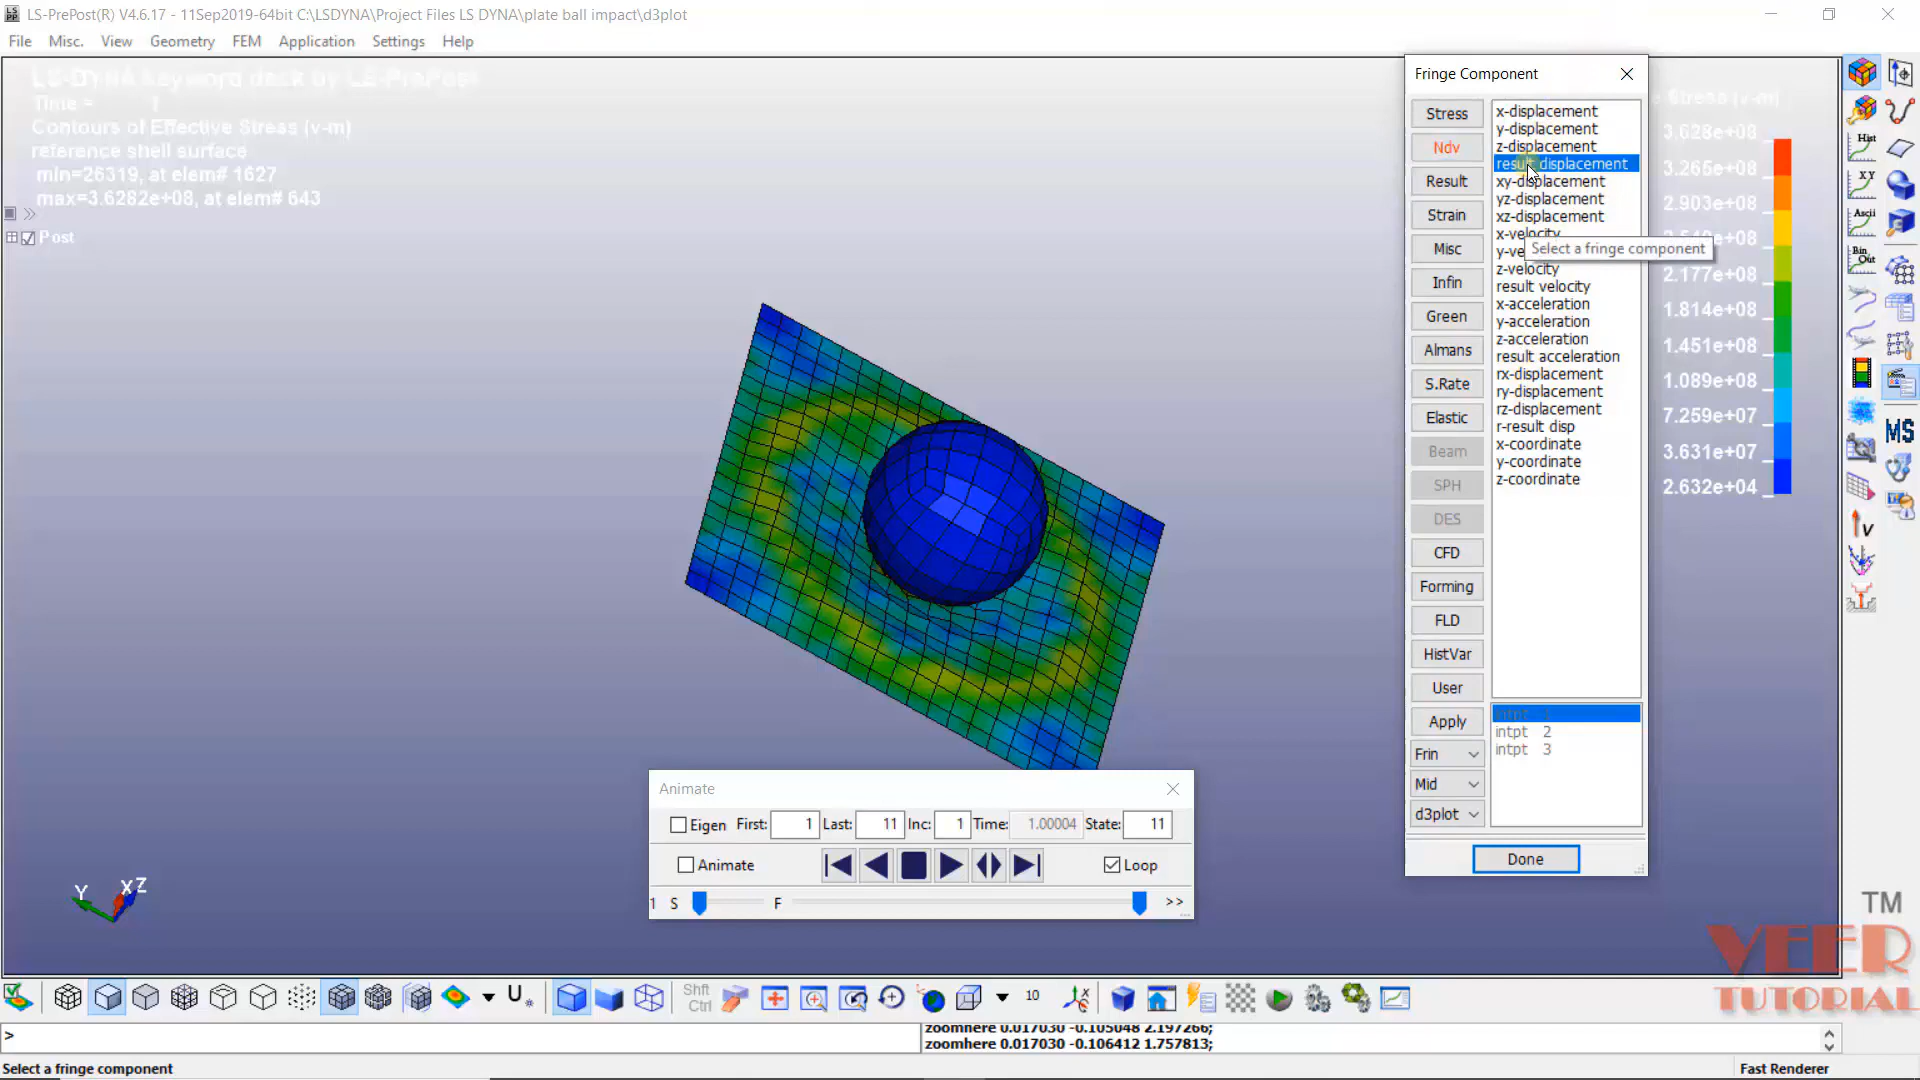 LS-PrePost(R) V4.6.17 - 11Sep2019-64bit C:\LSDYNA\Project Files LS DYNA\plate ball impact\d3plot
File Misc. View Geometry FEM Application Settings Help
LS-DYNA keyword deck by LS-PrePost
Time = 1
Contours of Effective Stress (v-m)
reference shell surface
min=26319, at elem# 1627
max=3.6282e+08, at elem# 643
Post
Fringe Component
Stress
Ndv
Result
Strain
Misc
Infin
Green
Almans
S.Rate
Elastic
Beam
SPH
DES
CFD
Forming
FLD
HistVar
User
Apply
Frin
Mid
d3plot
x-displacement
y-displacement
z-displacement
result displacement
xy-displacement
yz-displacement
xz-displacement
x-velocity
Select a fringe component
z-velocity
result velocity
x-acceleration
y-acceleration
z-acceleration
result acceleration
rx-displacement
ry-displacement
rz-displacement
r-result disp
x-coordinate
y-coordinate
z-coordinate
intpt 2
intpt 3
Done
Stress (v-m)
3.628e+08
3.265e+08
2.903e+08
2.177e+08
1.814e+08
1.451e+08
1.089e+08
7.259e+07
3.631e+07
2.632e+04
Hist
XY
Ascii
Bin
Out
MS
V
Animate
Eigen First: 1 Last: 11 Inc: 1 Time: 1.00004 State: 11
Animate Loop
1 S F >>
Y X Z
TM
VEER
TUTORIAL
U
Shft
Ctrl
10
>
zoomhere 0.017030 -0.105048 2.197266;
zoomhere 0.017030 -0.106412 1.757813;
Select a fringe component
Fast Renderer